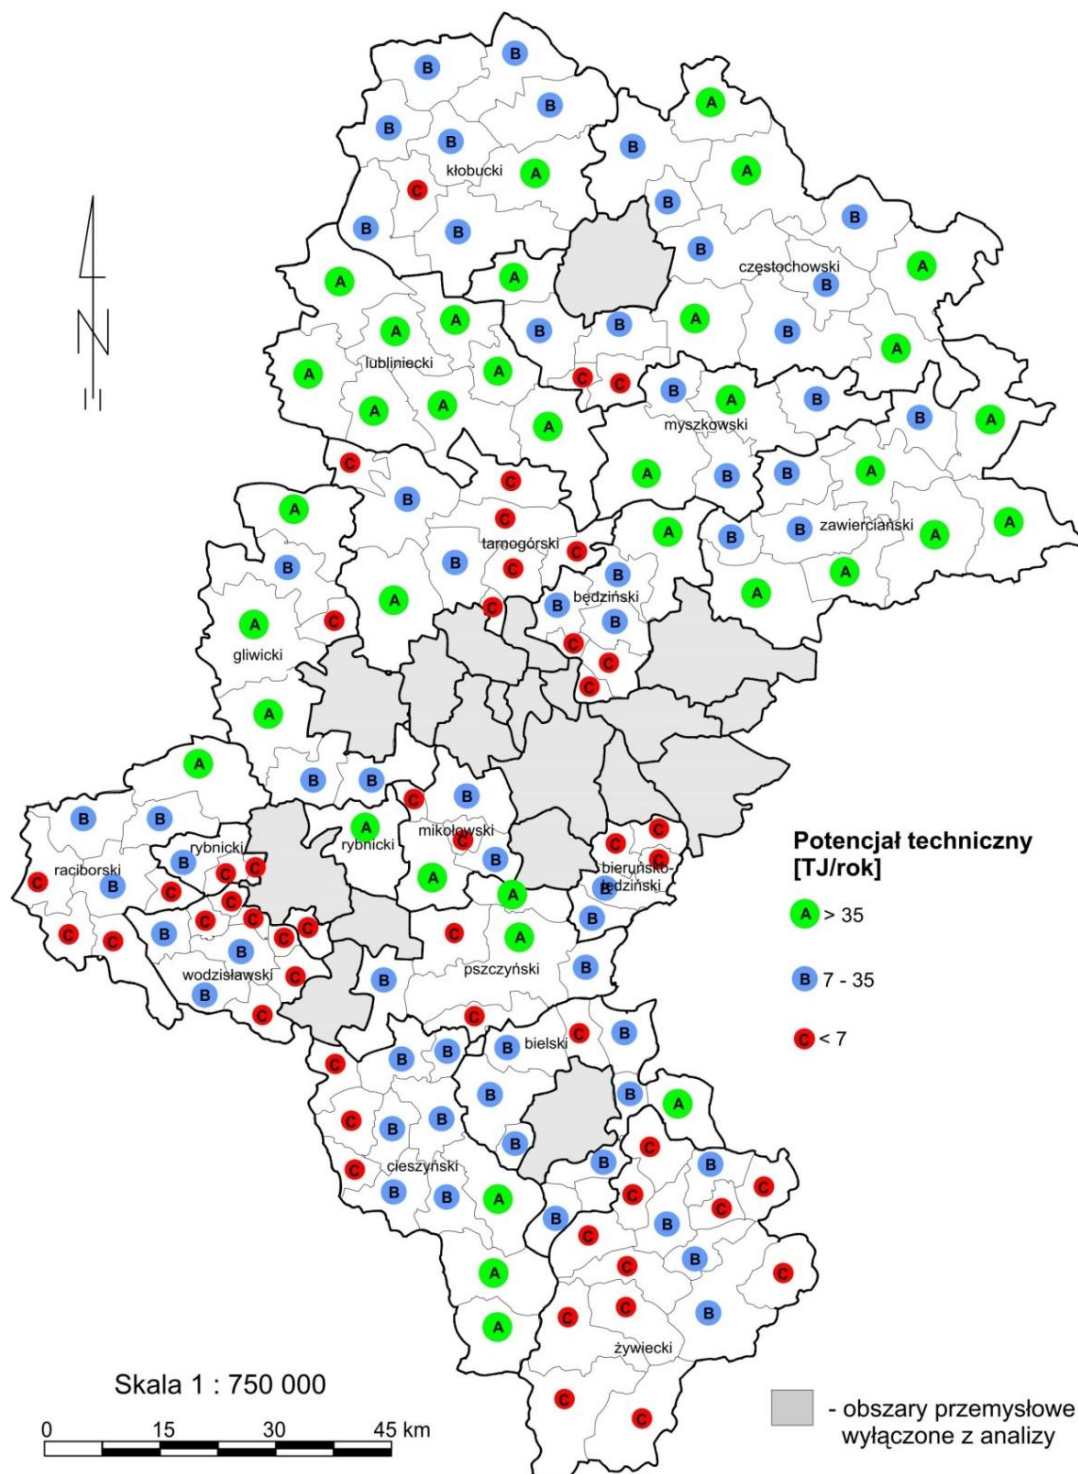 B
B
B
A
B
B
B
kłobucki
A
A
C
B
B
B
B
B
częstochowski
A
A
A
B
A
B
A
B
A
B
B
A
lubliniecki
A
A
A
C
C
A
A
A
B
A
B
myszkowski
B
A
C
A
B
B
A
B
C
B
A
C
A
B
zawierciański
A
A
tarnogórski
B
C
C
B
B
B
będziński
B
A
A
A
C
B
B
C
A
gliwicki
C
C
C
A
A
B
B
C
B
B
B
rybnicki
A
rybnicki
mikołowski
C
C
C
raciborski
B
C
C
B
C
B
C
A
B
bieruńsko-
lędziński
B
C
C
A
C
C
C
C
C
B
B
C
C
B
C
A
pszczyński
B
wodzisławski
B
C
B
C
C
C
B
B
B
bielski
C
B
C
B
B
A
C
B
B
B
cieszyński
C
B
B
A
B
C
B
C
C
C
B
C
B
C
B
A
C
C
A
C
C
B
żywiecki
C
C
Potencjał techniczny
[TJ/rok]
A > 35
B 7 - 35
C < 7
N
Skala 1 : 750 000
0 15 30 45 km
- obszary przemysłowe
wyłączone z analizy